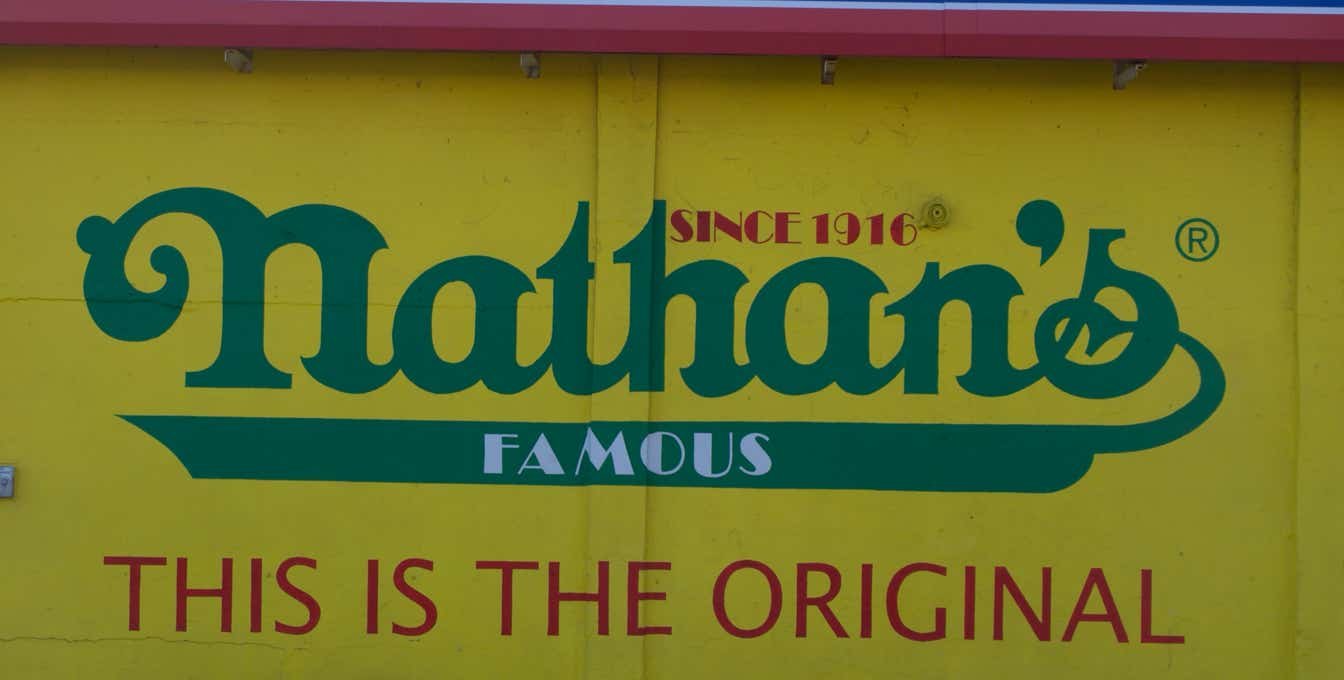 SINCE 1916
Nathan's ®
FAMOUS
THIS IS THE ORIGINAL